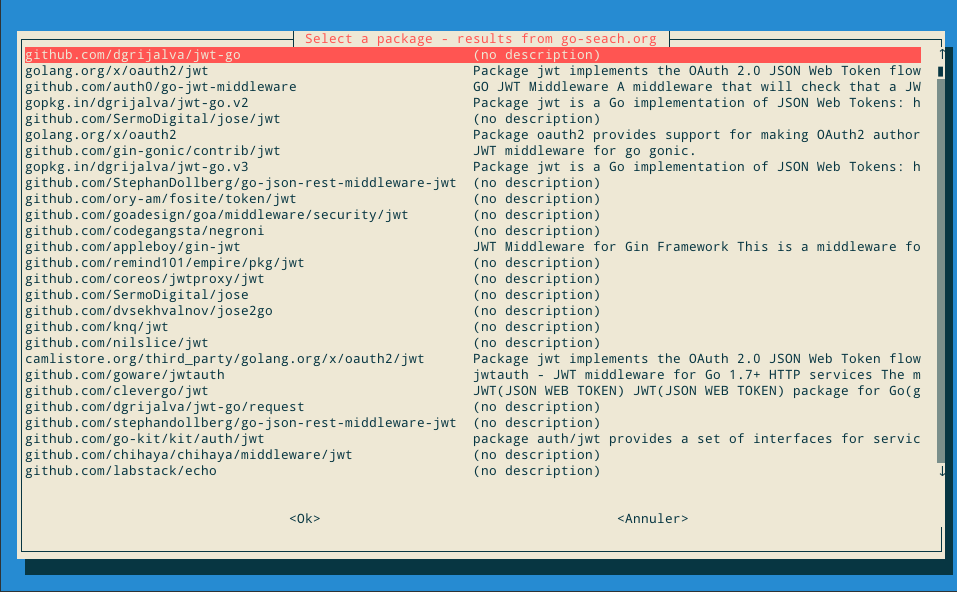 Select a package - results from go-seach.org
github.com/dgrijalva/jwt-go (no description)
golang.org/x/oauth2/jwt Package jwt implements the OAuth 2.0 JSON Web Token flow
github.com/auth0/go-jwt-middleware GO JWT Middleware A middleware that will check that a JW
gopkg.in/dgrijalva/jwt-go.v2 Package jwt is a Go implementation of JSON Web Tokens: h
github.com/SermoDigital/jose/jwt (no description)
golang.org/x/oauth2 Package oauth2 provides support for making OAuth2 author
github.com/gin-gonic/contrib/jwt JWT middleware for go gonic.
gopkg.in/dgrijalva/jwt-go.v3 Package jwt is a Go implementation of JSON Web Tokens: h
github.com/StephanDollberg/go-json-rest-middleware-jwt (no description)
github.com/ory-am/fosite/token/jwt (no description)
github.com/goadesign/goa/middleware/security/jwt (no description)
github.com/codegangsta/negroni (no description)
github.com/appleboy/gin-jwt JWT Middleware for Gin Framework This is a middleware fo
github.com/remind101/empire/pkg/jwt (no description)
github.com/coreos/jwtproxy/jwt (no description)
github.com/SermoDigital/jose (no description)
github.com/dvsekhvalnov/jose2go (no description)
github.com/knq/jwt (no description)
github.com/nilslice/jwt (no description)
camlistore.org/third_party/golang.org/x/oauth2/jwt Package jwt implements the OAuth 2.0 JSON Web Token flow
github.com/goware/jwtauth jwtauth - JWT middleware for Go 1.7+ HTTP services The m
github.com/clevergo/jwt JWT(JSON WEB TOKEN) JWT(JSON WEB TOKEN) package for Go(g
github.com/dgrijalva/jwt-go/request (no description)
github.com/stephandollberg/go-json-rest-middleware-jwt (no description)
github.com/go-kit/kit/auth/jwt package auth/jwt provides a set of interfaces for servic
github.com/chihaya/chihaya/middleware/jwt (no description)
github.com/labstack/echo (no description)
<Ok> <Annuler>